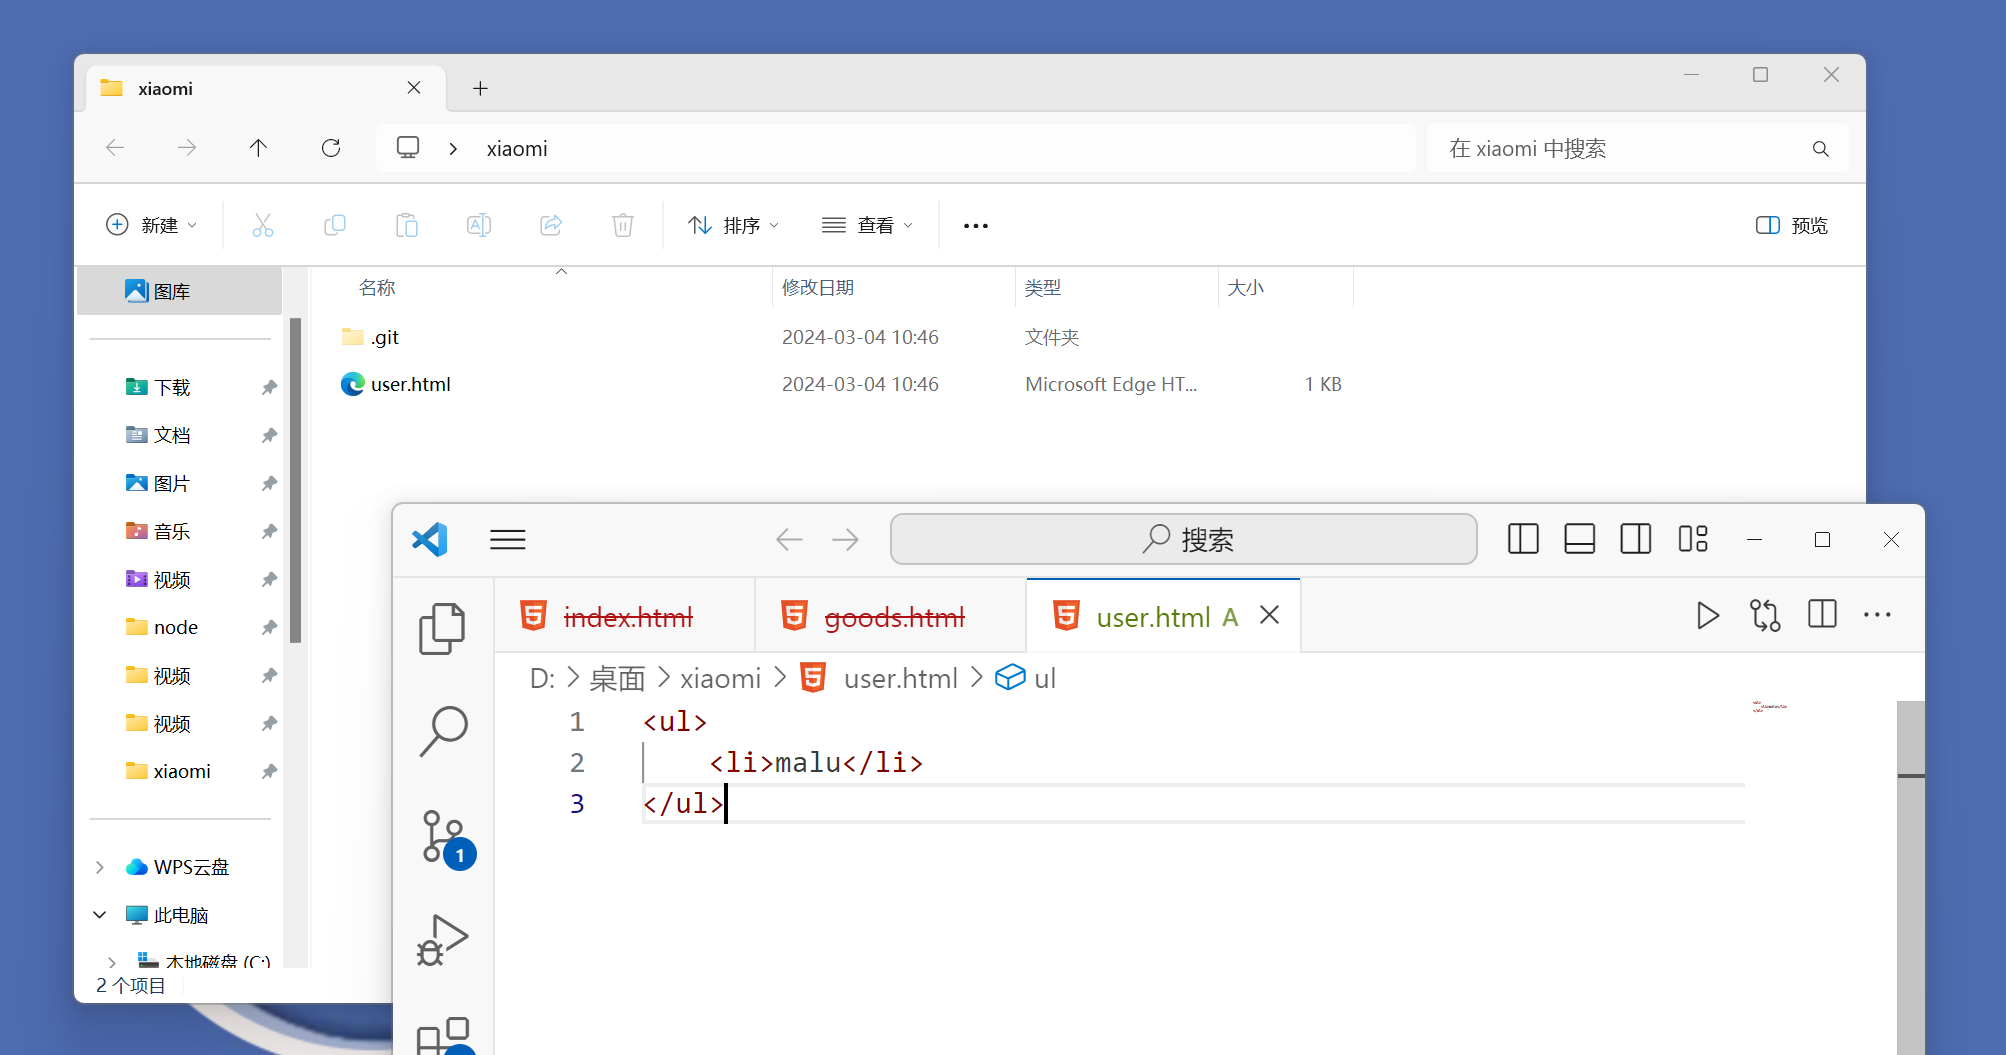 xiaomi
xiaomi
在 xiaomi 中搜索
新建
排序
查看
预览
图库
下载
文档
图片
音乐
视频
node
视频
视频
xiaomi
WPS云盘
此电脑
本地磁盘 (C:)
2 个项目
名称 修改日期 类型 大小
.git 2024-03-04 10:46 文件夹
user.html 2024-03-04 10:46 Microsoft Edge HT... 1 KB
搜索
index.html goods.html user.html A
D: > 桌面 > xiaomi > user.html > ul
1 <ul>
2 <li>malu</li>
3 </ul>
1